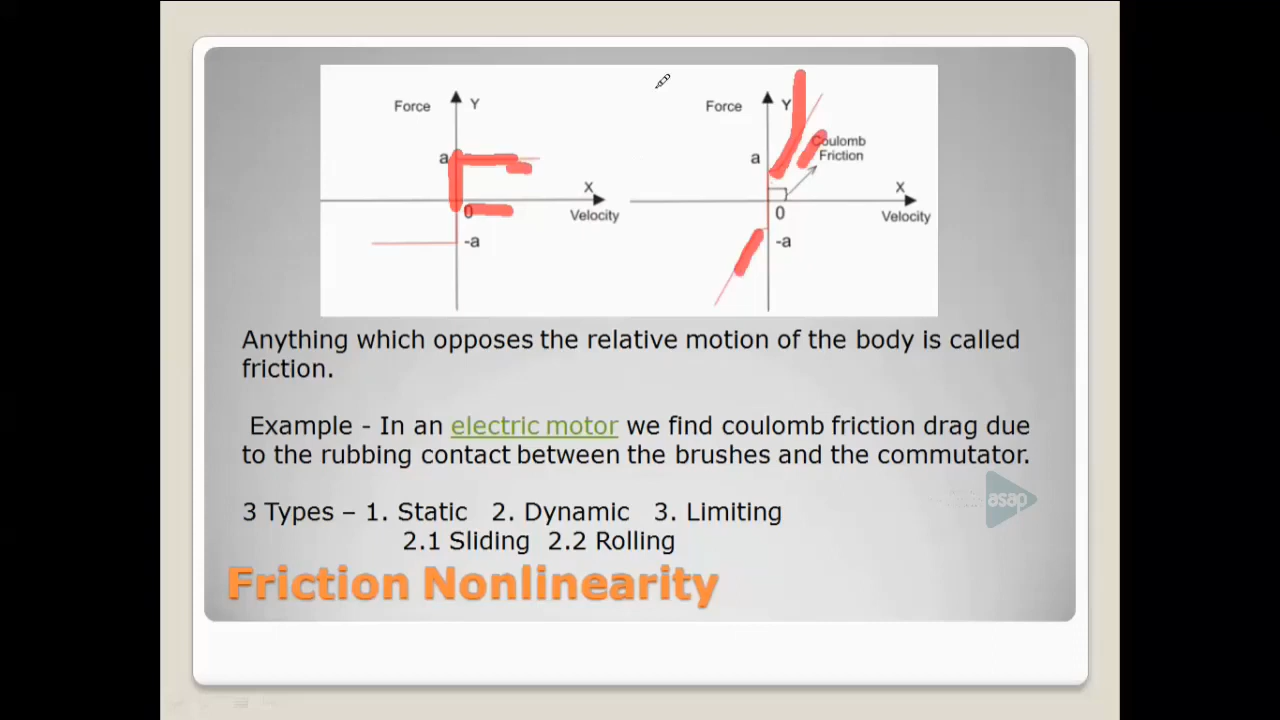 Force Y
a
X
0 Velocity
-a
Force Y
Coulomb
a Friction
X
0 Velocity
-a
Anything which opposes the relative motion of the body is called
friction.
Example - In an electric motor we find coulomb friction drag due
to the rubbing contact between the brushes and the commutator.
3 Types – 1. Static 2. Dynamic 3. Limiting
2.1 Sliding 2.2 Rolling
asap
Friction Nonlinearity